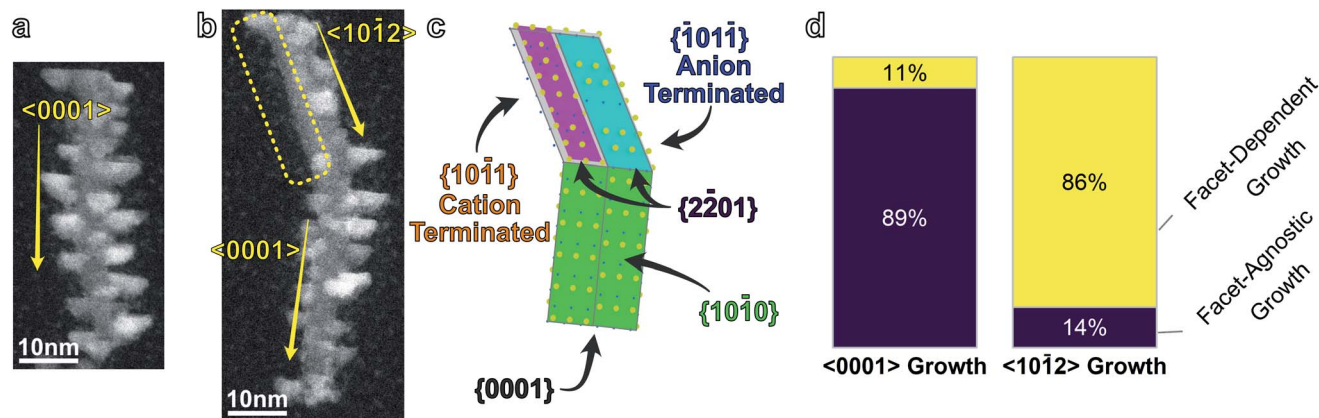 a
<0001>
10nm
b
<101̄2>
<0001>
10nm
c
{1̄011̄}
Anion
Terminated
{101̄1}
Cation
Terminated
{22̄01}
{101̄0}
{0001}
d
11%
89%
<0001> Growth
86%
14%
<101̄2> Growth
Facet-Dependent
Growth
Facet-Agnostic
Growth